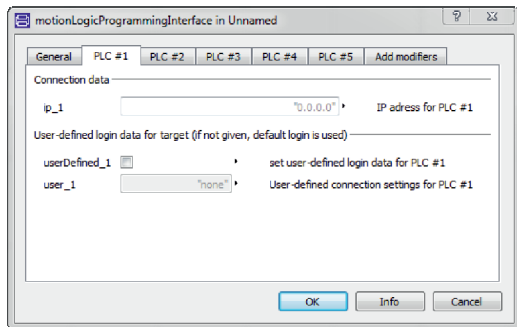 motionLogicProgrammingInterface in Unnamed
General PLC #1 PLC #2 PLC #3 PLC #4 PLC #5 Add modifiers
Connection data
ip_1 "0.0.0.0" IP adress for PLC #1
User-defined login data for target (if not given, default login is used)
userDefined_1 set user-defined login data for PLC #1
user_1 "none" User-defined connection settings for PLC #1
OK Info Cancel